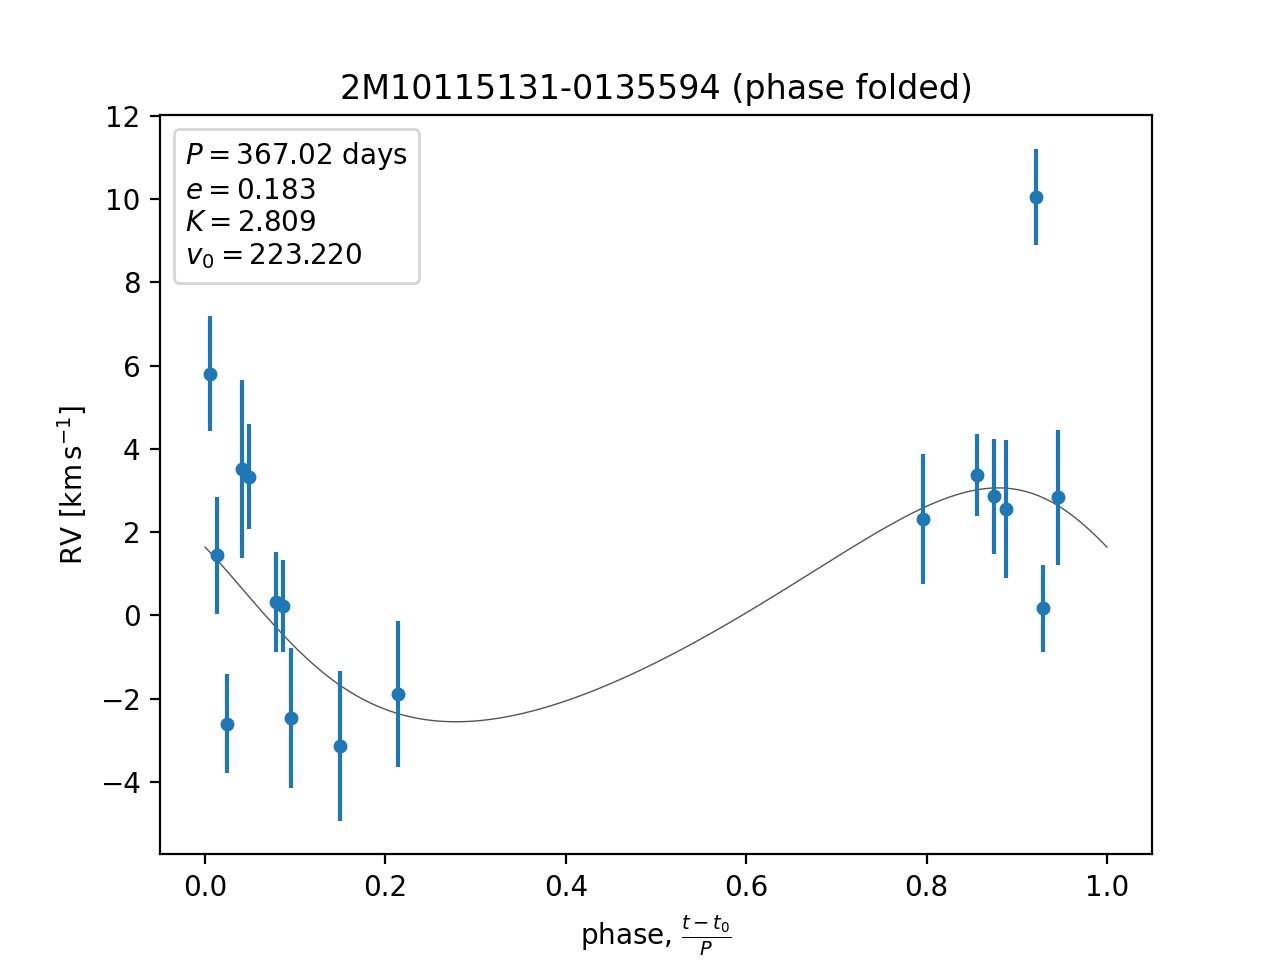 2M10115131-0135594 (phase folded)
P = 367.02 days
e = 0.183
K = 2.809
v₀ = 223.220
12
10
8
6
4
2
0
−2
−4
RV [km s⁻¹]
0.0 0.2 0.4 0.6 0.8 1.0
phase, t − t₀ / P